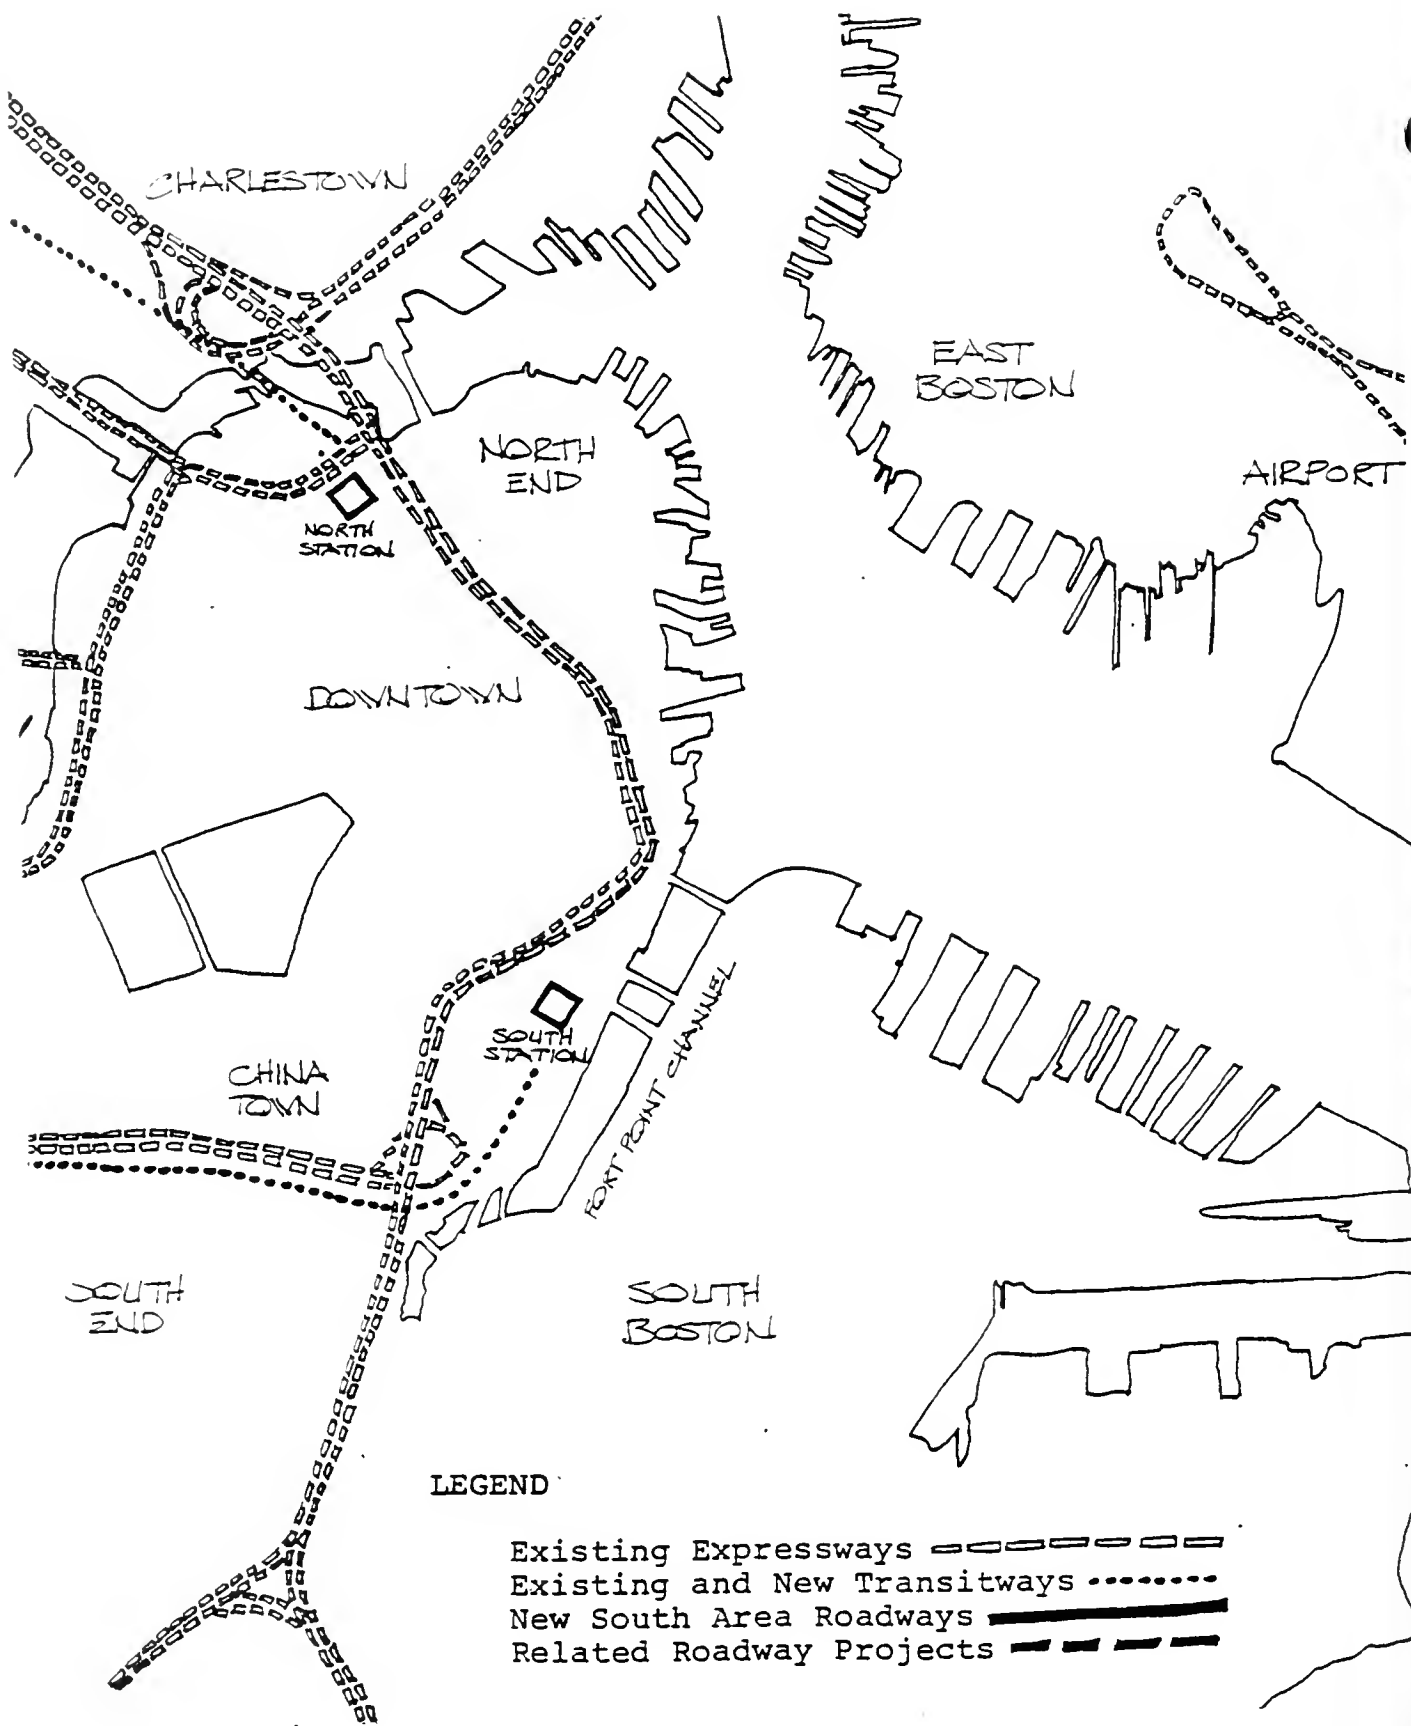 CHARLESTOWN
EAST
BOSTON
NORTH
END
AIRPORT
NORTH
STATION
DOWNTOWN
SOUTH
STATION
FORT POINT CHANNEL
CHINA
TOWN
SOUTH
END
SOUTH
BOSTON
LEGEND
Existing Expressways
Existing and New Transitways
New South Area Roadways
Related Roadway Projects